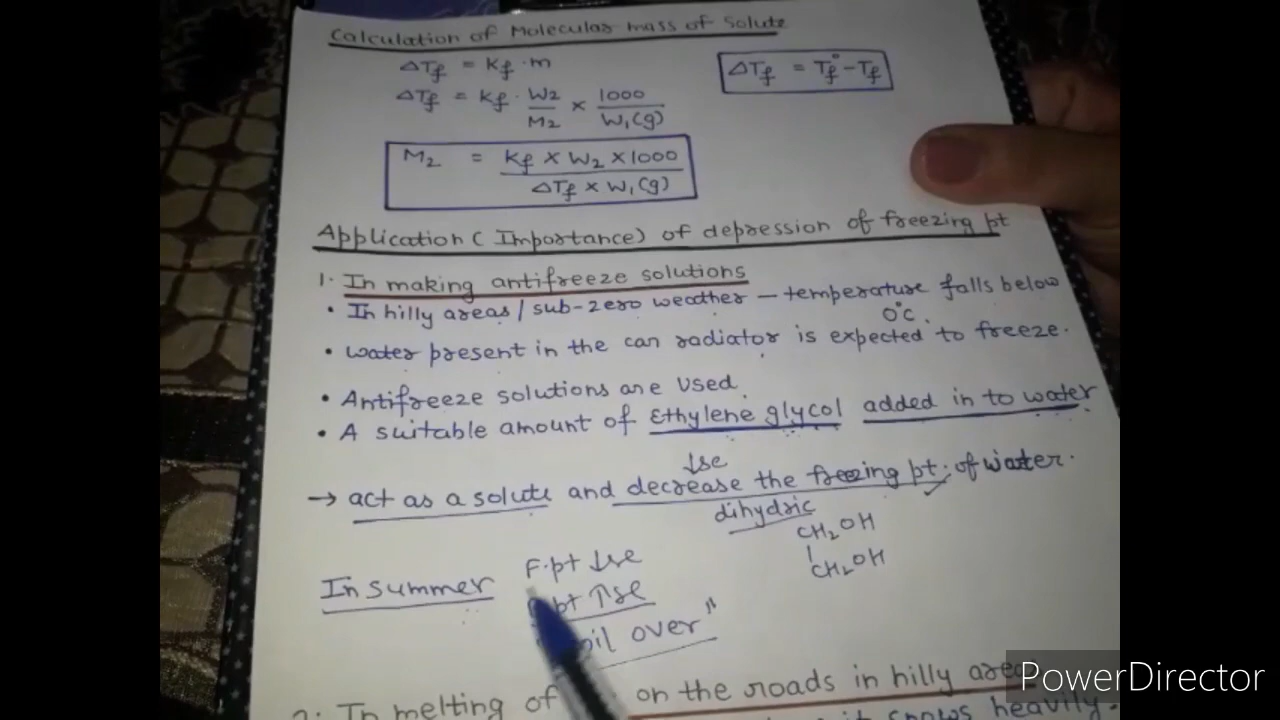 Calculation of Molecular mass of Solute
ΔTf = Kf · m
ΔTf = Tf° - Tf
ΔTf = Kf · W2/M2 × 1000/W1(g)
M2 = Kf × W2 × 1000 / ΔTf × W1(g)
Application (Importance) of depression of freezing pt
1. In making antifreeze solutions
• In hilly areas / sub-zero weather — temperature falls below
0°C.
• water present in the car radiator is expected to freeze.
• Antifreeze solutions are used.
• A suitable amount of Ethylene glycol added in to water
↓se
→ act as a solute and decrease the freezing pt. of water.
dihydric
CH2OH
|
CH2OH
In summer
F.pt ↓se
pt ↑se
over"
2. In melting of on the roads in hilly
it snows heavily.
PowerDirector